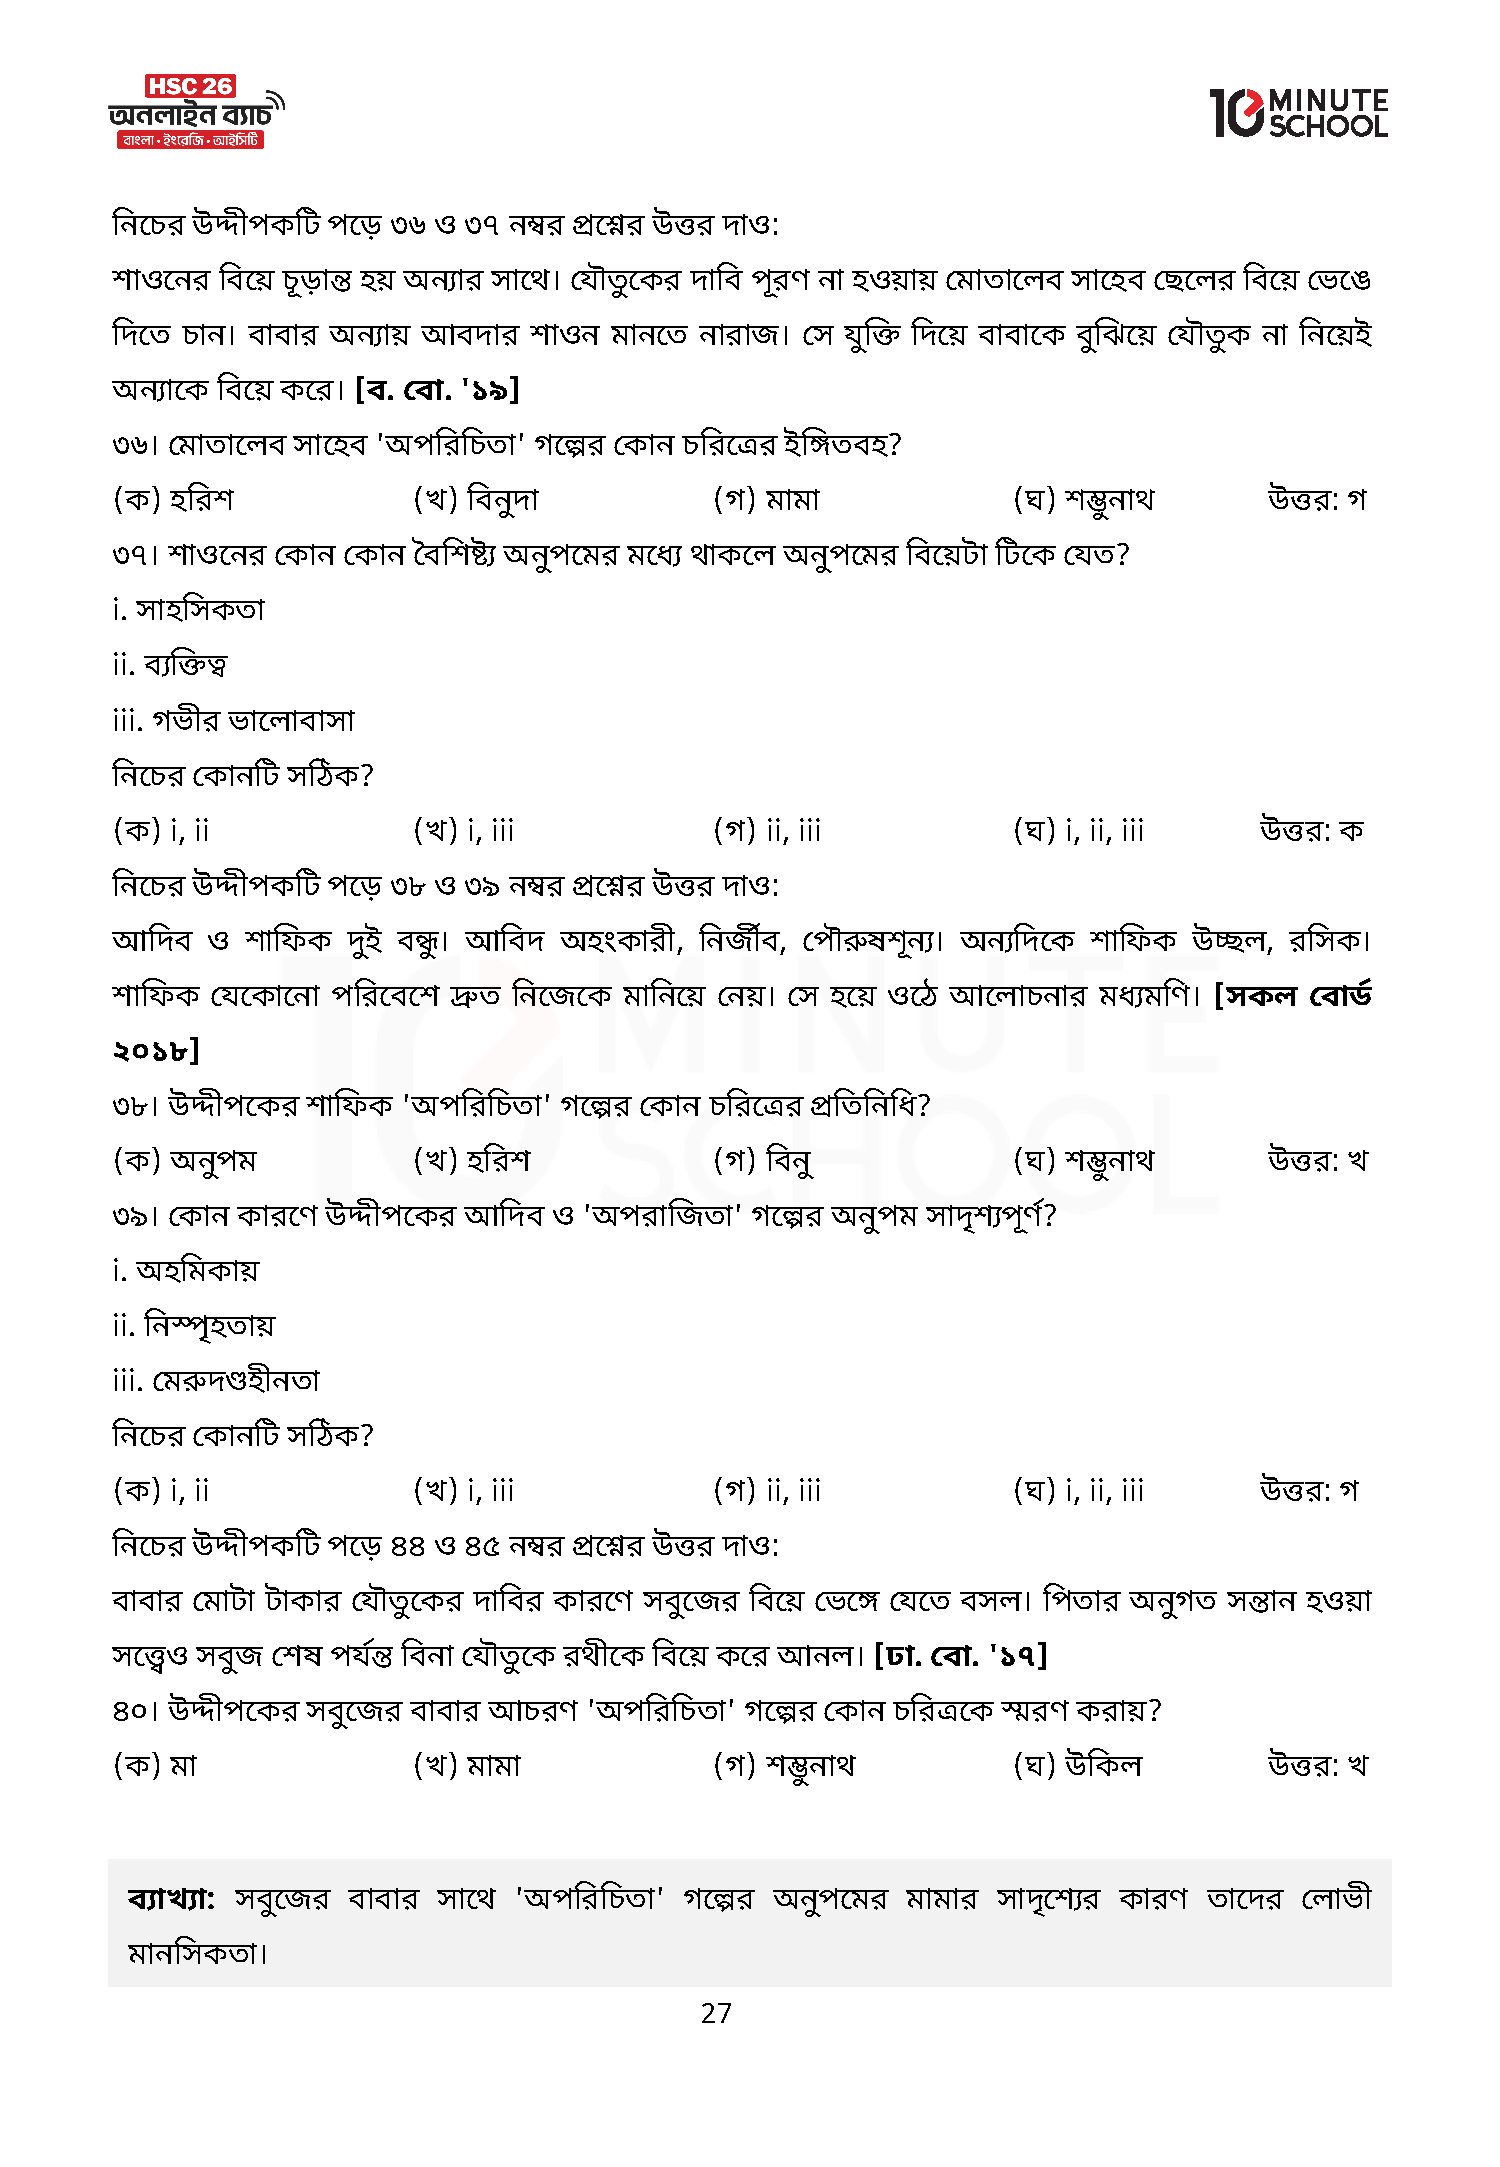 HSC 26
অনলাইন ব্যাচ
বাংলা • ইংরেজি • আইসিটি
10 MINUTE SCHOOL
নিচের উদ্দীপকটি পড়ে ৩৬ ও ৩৭ নম্বর প্রশ্নের উত্তর দাও:
শাওনের বিয়ে চূড়ান্ত হয় অন্যার সাথে। যৌতুকের দাবি পূরণ না হওয়ায় মোতালেব সাহেব ছেলের বিয়ে ভেঙে
দিতে চান। বাবার অন্যায় আবদার শাওন মানতে নারাজ। সে যুক্তি দিয়ে বাবাকে বুঝিয়ে যৌতুক না নিয়েই
অন্যাকে বিয়ে করে। [ব. বো. '১৯]
৩৬। মোতালেব সাহেব 'অপরিচিতা' গল্পের কোন চরিত্রের ইঙ্গিতবহ?
(ক) হরিশ (খ) বিনুদা (গ) মামা (ঘ) শম্ভুনাথ উত্তর: গ
৩৭। শাওনের কোন কোন বৈশিষ্ট্য অনুপমের মধ্যে থাকলে অনুপমের বিয়েটা টিকে যেত?
i. সাহসিকতা
ii. ব্যক্তিত্ব
iii. গভীর ভালোবাসা
নিচের কোনটি সঠিক?
(ক) i, ii (খ) i, iii (গ) ii, iii (ঘ) i, ii, iii উত্তর: ক
নিচের উদ্দীপকটি পড়ে ৩৮ ও ৩৯ নম্বর প্রশ্নের উত্তর দাও:
আদিব ও শাফিক দুই বন্ধু। আবিদ অহংকারী, নির্জীব, পৌরুষশূন্য। অন্যদিকে শাফিক উচ্ছল, রসিক।
শাফিক যেকোনো পরিবেশে দ্রুত নিজেকে মানিয়ে নেয়। সে হয়ে ওঠে আলোচনার মধ্যমণি। [সকল বোর্ড
২০১৮]
৩৮। উদ্দীপকের শাফিক 'অপরিচিতা' গল্পের কোন চরিত্রের প্রতিনিধি?
(ক) অনুপম (খ) হরিশ (গ) বিনু (ঘ) শম্ভুনাথ উত্তর: খ
৩৯। কোন কারণে উদ্দীপকের আদিব ও 'অপরাজিতা' গল্পের অনুপম সাদৃশ্যপূর্ণ?
i. অহমিকায়
ii. নিস্পৃহতায়
iii. মেরুদণ্ডহীনতা
নিচের কোনটি সঠিক?
(ক) i, ii (খ) i, iii (গ) ii, iii (ঘ) i, ii, iii উত্তর: গ
নিচের উদ্দীপকটি পড়ে ৪৪ ও ৪৫ নম্বর প্রশ্নের উত্তর দাও:
বাবার মোটা টাকার যৌতুকের দাবির কারণে সবুজের বিয়ে ভেঙ্গে যেতে বসল। পিতার অনুগত সন্তান হওয়া
সত্ত্বেও সবুজ শেষ পর্যন্ত বিনা যৌতুকে রথীকে বিয়ে করে আনল। [ঢা. বো. '১৭]
৪০। উদ্দীপকের সবুজের বাবার আচরণ 'অপরিচিতা' গল্পের কোন চরিত্রকে স্মরণ করায়?
(ক) মা (খ) মামা (গ) শম্ভুনাথ (ঘ) উকিল উত্তর: খ
ব্যাখ্যা: সবুজের বাবার সাথে 'অপরিচিতা' গল্পের অনুপমের মামার সাদৃশ্যের কারণ তাদের লোভী
মানসিকতা।
27